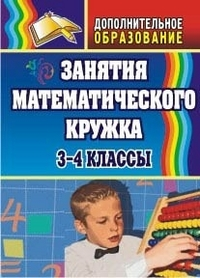 ДОПОЛНИТЕЛЬНОЕ
ОБРАЗОВАНИЕ
ЗАНЯТИЯ
МАТЕМАТИЧЕСКОГО
КРУЖКА
3-4 КЛАССЫ